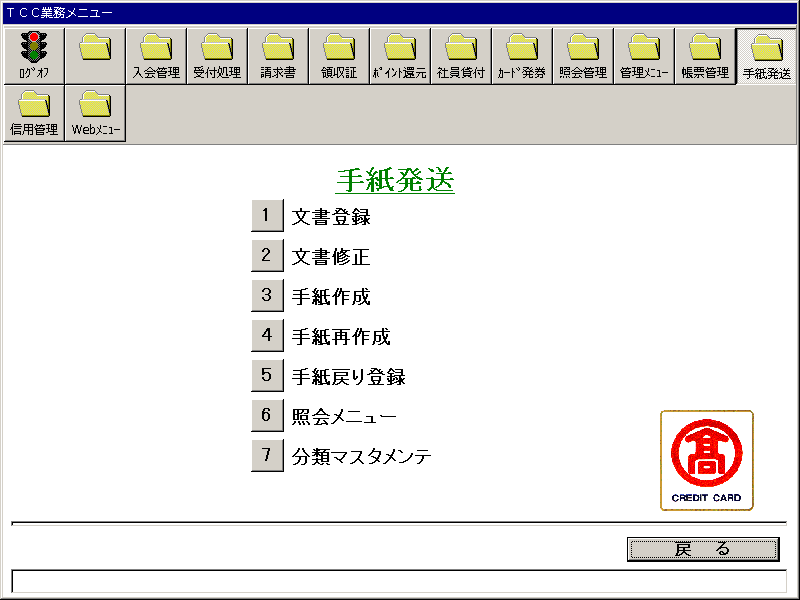 ＴＣＣ業務メニュー
ﾛｸﾞｵﾌ
入会管理
受付処理
請求書
領収証
ﾎﾟｲﾝﾄ還元
社員貸付
ｶｰﾄﾞ発券
照会管理
管理ﾒﾆｭｰ
帳票管理
手紙発送
信用管理
Webﾒﾆｭｰ
手紙発送
1 文書登録
2 文書修正
3 手紙作成
4 手紙再作成
5 手紙戻り登録
6 照会メニュー
7 分類マスタメンテ
髙
CREDIT CARD
戻　る